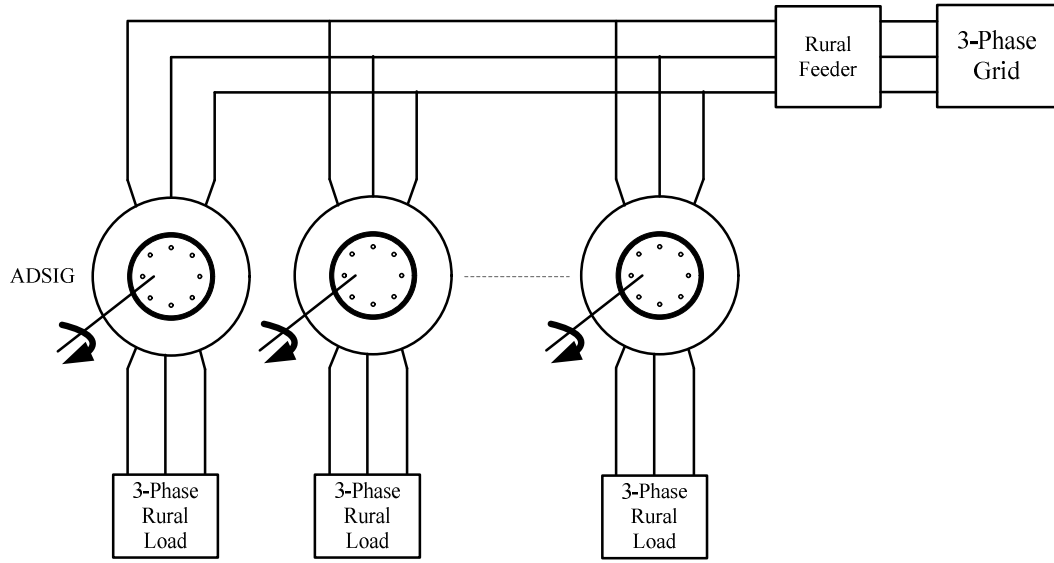 Rural
Feeder
3-Phase
Grid
ADSIG
3-Phase
Rural
Load
3-Phase
Rural
Load
3-Phase
Rural
Load